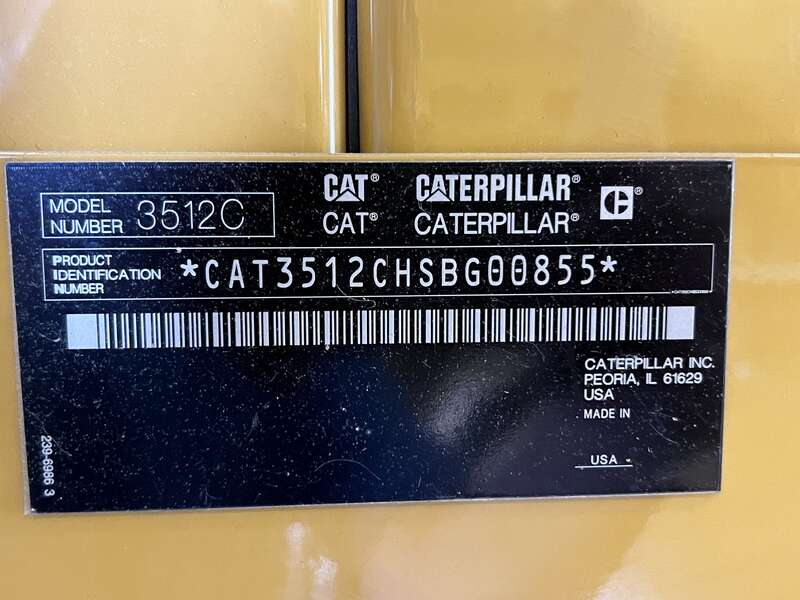 MODEL NUMBER 3512C
CAT® CATERPILLAR® ®
CAT® CATERPILLAR®
PRODUCT
IDENTIFICATION
NUMBER
*CAT3512CHSBG00855*
CATERPILLAR INC.
PEORIA, IL 61629
USA
MADE IN
USA
239-6986 3